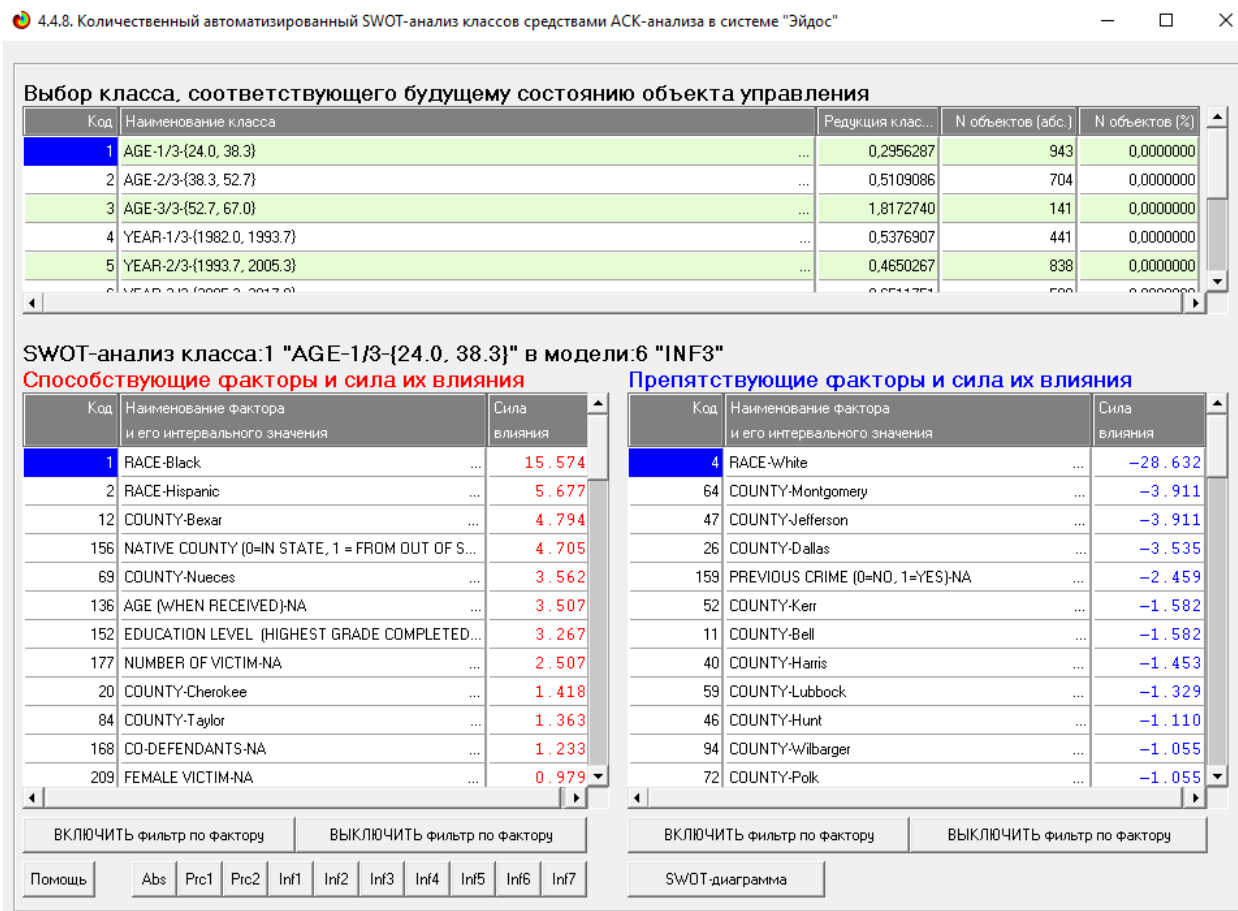 4.4.8. Количественный автоматизированный SWOT-анализ классов средствами АСК-анализа в системе "Эйдос"
Выбор класса, соответствующего будущему состоянию объекта управления
Код Наименование класса Редукция клас... N объектов (абс.) N объектов (%)
1 AGE-1/3-{24.0, 38.3} ... 0,2956287 943 0,0000000
2 AGE-2/3-{38.3, 52.7} ... 0,5109086 704 0,0000000
3 AGE-3/3-{52.7, 67.0} ... 1,8172740 141 0,0000000
4 YEAR-1/3-{1982.0, 1993.7} ... 0,5376907 441 0,0000000
5 YEAR-2/3-{1993.7, 2005.3} ... 0,4650267 838 0,0000000
SWOT-анализ класса:1 "AGE-1/3-{24.0, 38.3}" в модели:6 "INF3"
Способствующие факторы и сила их влияния
Код Наименование фактора и его интервального значения Сила влияния
1 RACE-Black ... 15.574
2 RACE-Hispanic ... 5.677
12 COUNTY-Bexar ... 4.794
156 NATIVE COUNTY (0=IN STATE, 1 = FROM OUT OF S... 4.705
69 COUNTY-Nueces ... 3.562
136 AGE (WHEN RECEIVED)-NA ... 3.507
152 EDUCATION LEVEL (HIGHEST GRADE COMPLETED... 3.267
177 NUMBER OF VICTIM-NA ... 2.507
20 COUNTY-Cherokee ... 1.418
84 COUNTY-Taylor ... 1.363
168 CO-DEFENDANTS-NA ... 1.233
209 FEMALE VICTIM-NA ... 0.979
ВКЛЮЧИТЬ фильтр по фактору ВЫКЛЮЧИТЬ фильтр по фактору
Препятствующие факторы и сила их влияния
Код Наименование фактора и его интервального значения Сила влияния
4 RACE-White ... -28.632
64 COUNTY-Montgomery ... -3.911
47 COUNTY-Jefferson ... -3.911
26 COUNTY-Dallas ... -3.535
159 PREVIOUS CRIME (0=NO, 1=YES)-NA ... -2.459
52 COUNTY-Kerr ... -1.582
11 COUNTY-Bell ... -1.582
40 COUNTY-Harris ... -1.453
59 COUNTY-Lubbock ... -1.329
46 COUNTY-Hunt ... -1.110
94 COUNTY-Wilbarger ... -1.055
72 COUNTY-Polk ... -1.055
ВКЛЮЧИТЬ фильтр по фактору ВЫКЛЮЧИТЬ фильтр по фактору
Помощь Abs Prc1 Prc2 Inf1 Inf2 Inf3 Inf4 Inf5 Inf6 Inf7 SWOT-диаграмма